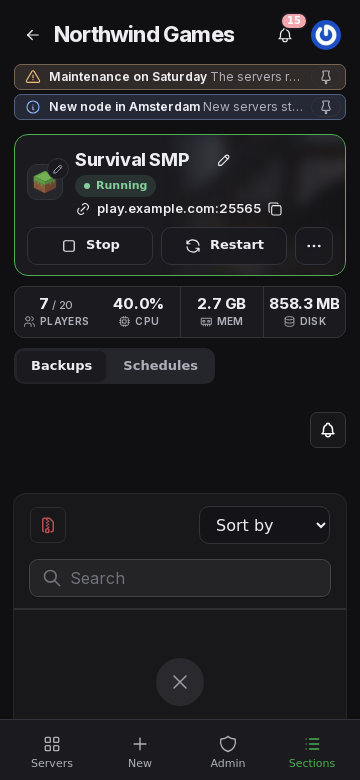 Northwind Games
15
Maintenance on Saturday The servers r...
New node in Amsterdam New servers st...
Survival SMP
Running
play.example.com:25565
Stop
Restart
7 / 20
PLAYERS
40.0%
CPU
2.7 GB
MEM
858.3 MB
DISK
Backups
Schedules
Sort by
Search
Servers
New
Admin
Sections